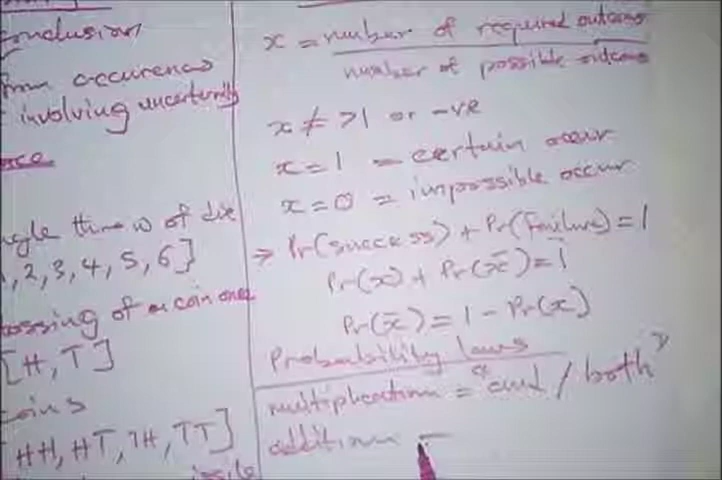 conclusion
from occurences
involving uncertainty
single throw of die
1, 2, 3, 4, 5, 6]
tossing of a coin once
[H, T]
coins
[HH, HT, TH, TT]
x = number of required outcomes
number of possible outcome
x ≠ >1 or -ve
x = 1 = certain occur
x = 0 = impossible occur
⇒ Pr(success) + Pr(failure) = 1
Pr(x) + Pr(x̄) = 1
Pr(x̄) = 1 - Pr(x)
Probability laws
multiplication = "and / both"
addition =